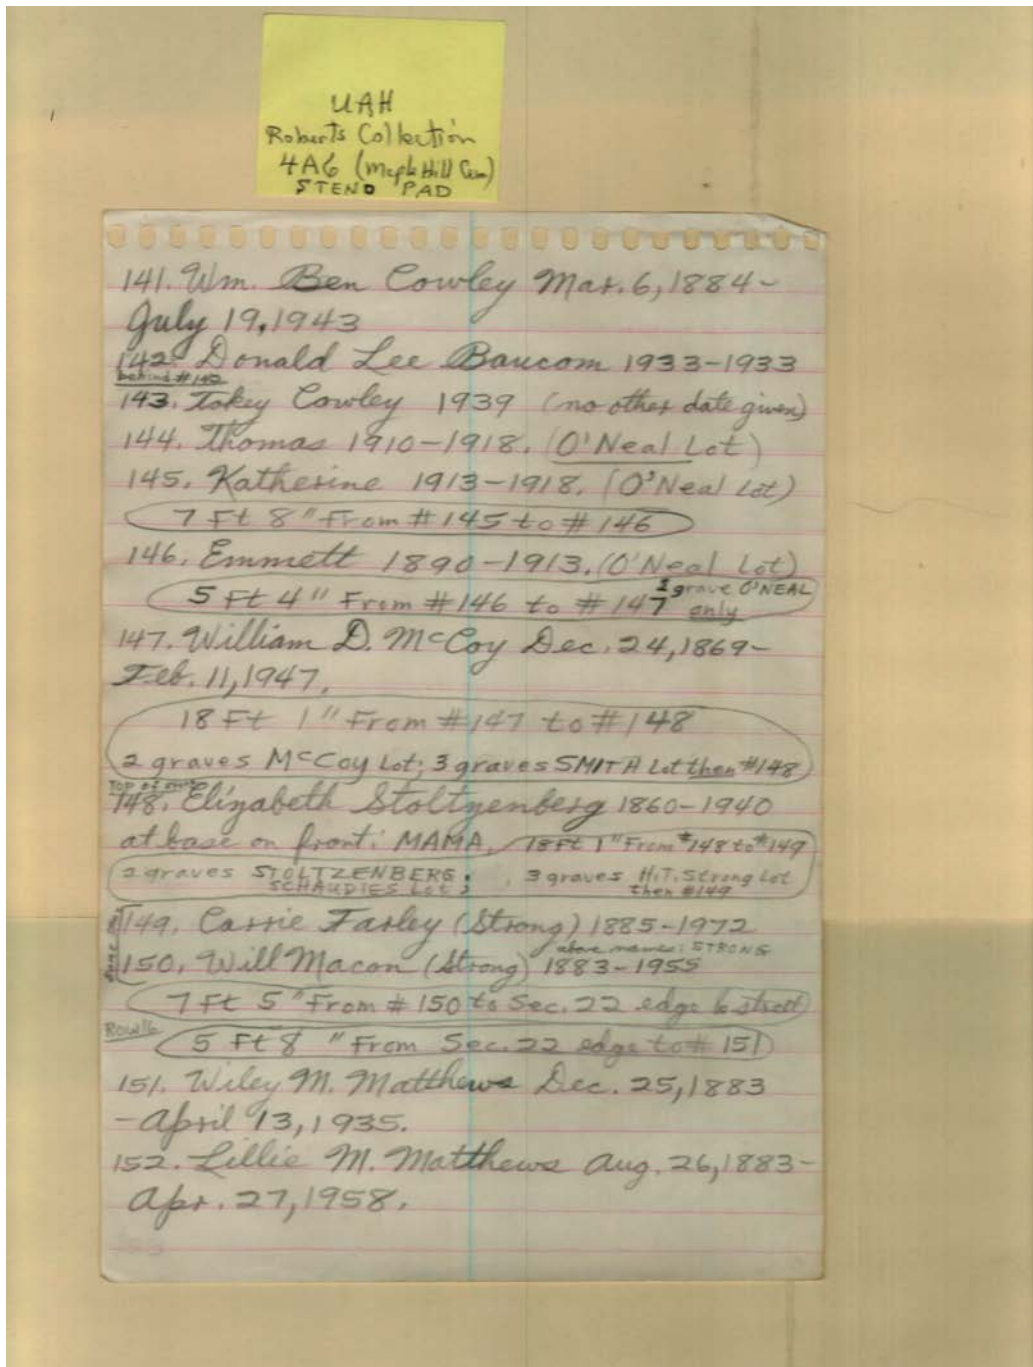 UAH
Roberts Collection
4A6 (Maple Hill Cem)
STENO PAD
141. Wm. Ben Cowley Mar. 6, 1884-
July 19, 1943
142. Donald Lee Baucom 1933-1933
behind #142
143. Tokey Cowley 1939 (no other date given)
144. Thomas 1910-1918. (O'Neal Lot)
145. Katherine 1913-1918. (O'Neal Lot)
7 Ft 8" From #145 to #146
146. Emmett 1890-1913. (O'Neal Lot)
1 grave O'NEAL
5 Ft 4" From #146 to #147 only
147. William D. McCoy Dec. 24, 1869-
Feb. 11, 1947.
18 Ft 1" From #147 to #148
2 graves McCoy Lot; 3 graves SMITH Lot then #148
Top of
148. Elizabeth Stoltzenberg 1860-1940
at base on front: MAMA. 18 Ft 1" From #148 to #149
2 graves STOLTZENBERG 3 graves H.T. Strong Lot
SCHAUDIES Lot; then #149
149. Carrie Farley (Strong) 1885-1972
above names: STRONG
150. Will Macon (Strong) 1883-1955
7 Ft 5" From #150 to Sec. 22 edge to street
Row 16
5 Ft 8" From Sec. 22 edge to #151
151. Wiley M. Matthews Dec. 25, 1883
-April 13, 1935.
152. Lillie M. Matthews Aug. 26, 1883-
Apr. 27, 1958.